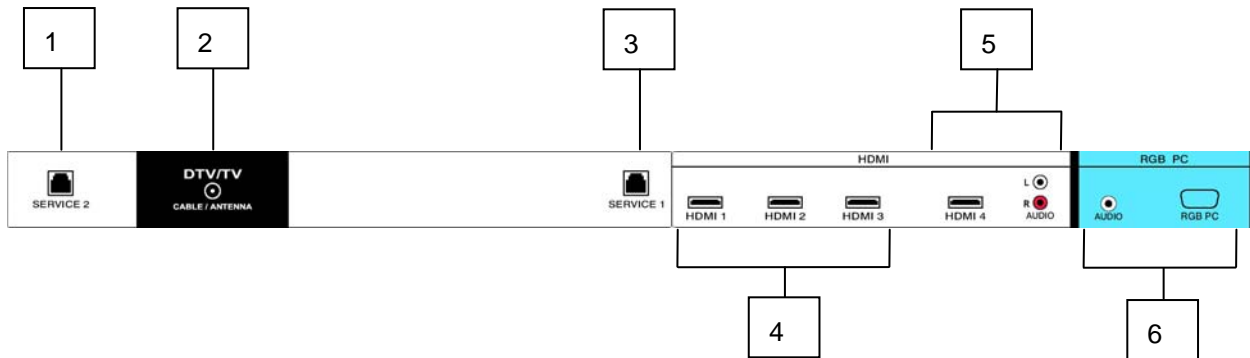 1
2
3
5
SERVICE 2
DTV/TV
CABLE / ANTENNA
SERVICE 1
HDMI
HDMI 1
HDMI 2
HDMI 3
HDMI 4
L
R
AUDIO
RGB PC
AUDIO
RGB PC
4
6